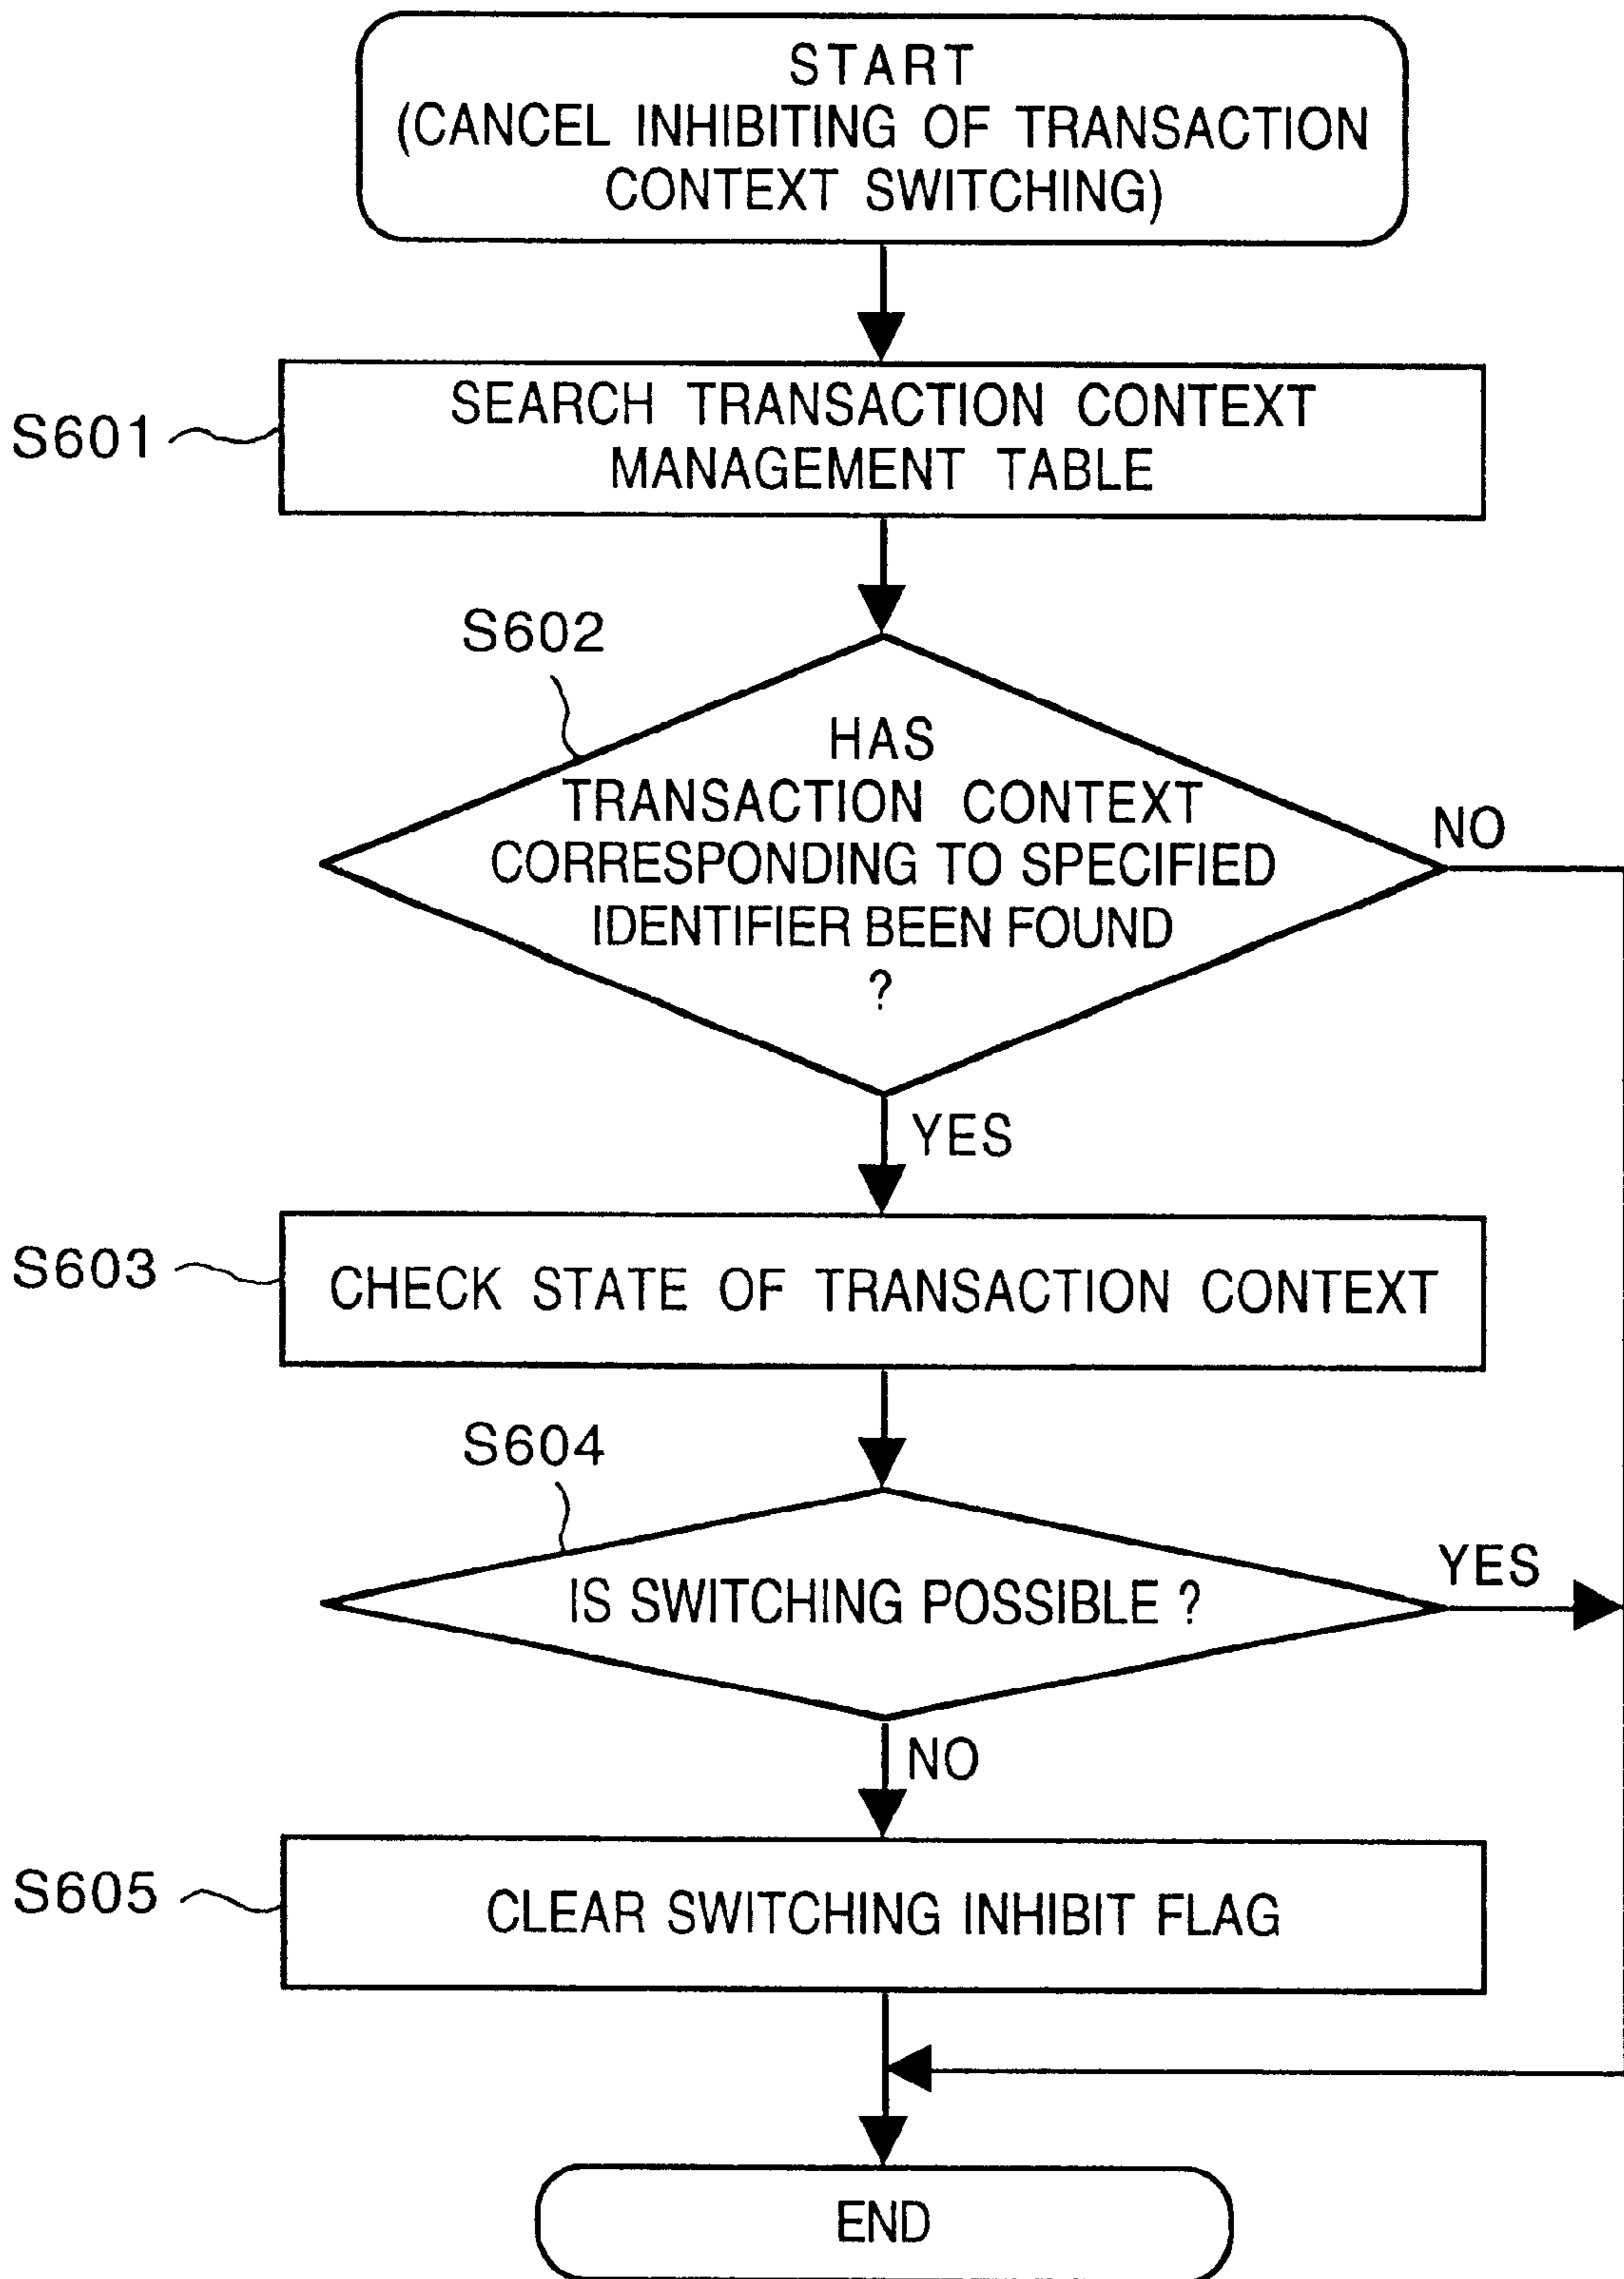 START
(CANCEL INHIBITING OF TRANSACTION
CONTEXT SWITCHING)
S601
SEARCH TRANSACTION CONTEXT
MANAGEMENT TABLE
S602
HAS
TRANSACTION CONTEXT
CORRESPONDING TO SPECIFIED
IDENTIFIER BEEN FOUND
?
NO
YES
S603
CHECK STATE OF TRANSACTION CONTEXT
S604
IS SWITCHING POSSIBLE ?
YES
NO
S605
CLEAR SWITCHING INHIBIT FLAG
END